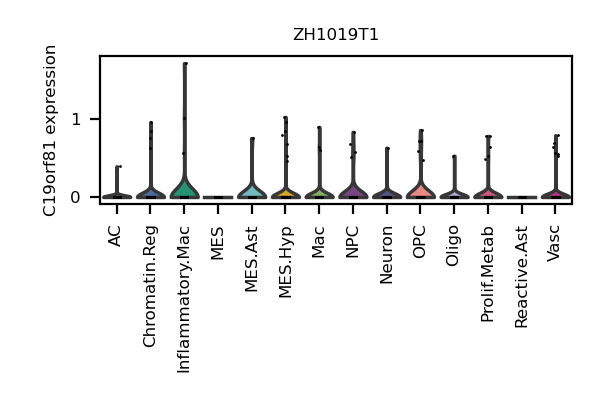 ZH1019T1
C19orf81 expression
1
0
AC
Chromatin.Reg
Inflammatory.Mac
MES
MES.Ast
MES.Hyp
Mac
NPC
Neuron
OPC
Oligo
Prolif.Metab
Reactive.Ast
Vasc